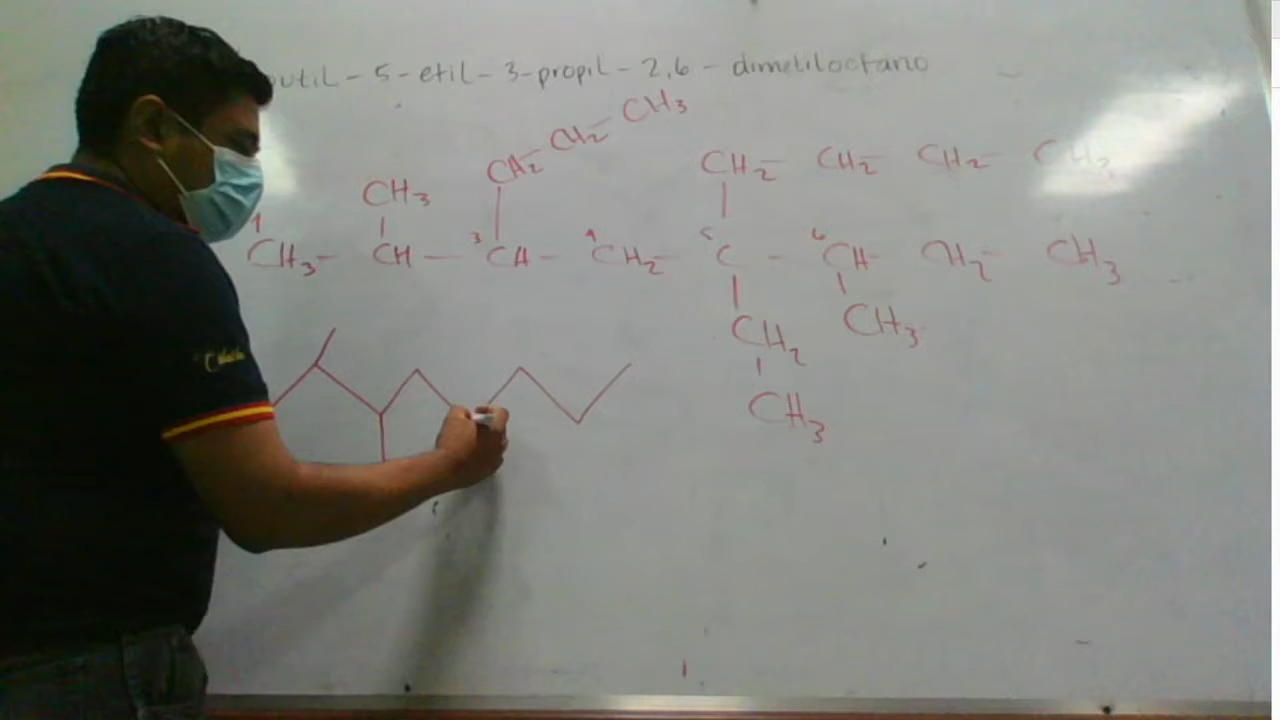 butil - 5 - etil - 3 - propil - 2,6 - dimetiloctano
CH2 - CH2 - CH3
CH3
CH2 - CH2 - CH2 - CH3
1 3 4 5 6
CH3 - CH - CH - CH2 - C - CH - CH2 - CH3
CH2 CH3
CH3